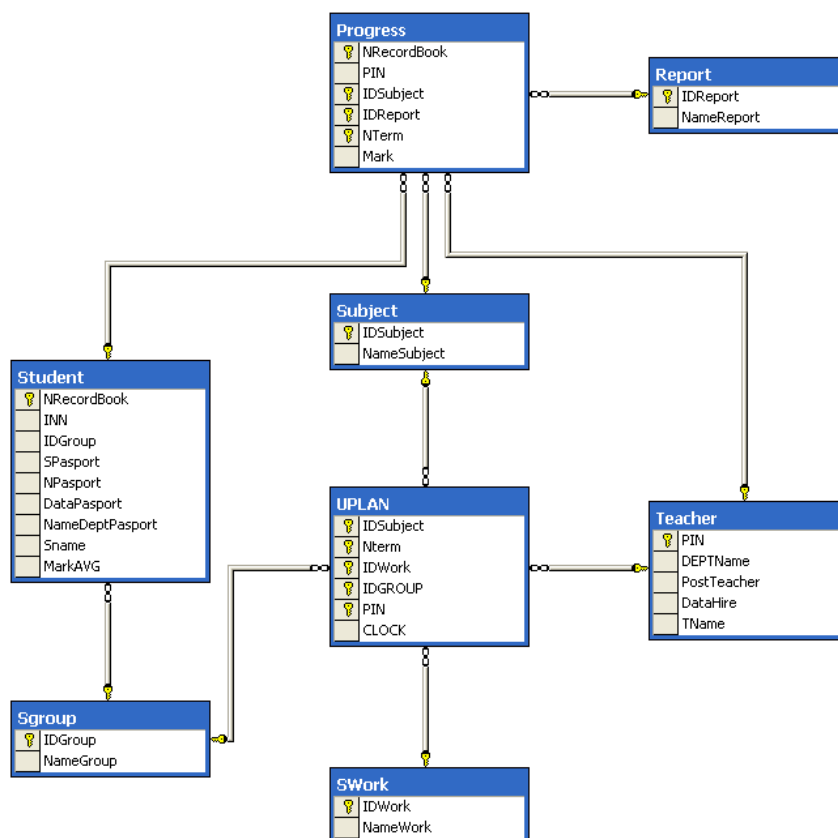 Progress
NRecordBook
PIN
IDSubject
IDReport
NTerm
Mark
Report
IDReport
NameReport
Subject
IDSubject
NameSubject
Student
NRecordBook
INN
IDGroup
SPasport
NPasport
DataPasport
NameDeptPasport
Sname
MarkAVG
UPLAN
IDSubject
Nterm
IDWork
IDGROUP
PIN
CLOCK
Teacher
PIN
DEPTName
PostTeacher
DataHire
TName
Sgroup
IDGroup
NameGroup
SWork
IDWork
NameWork